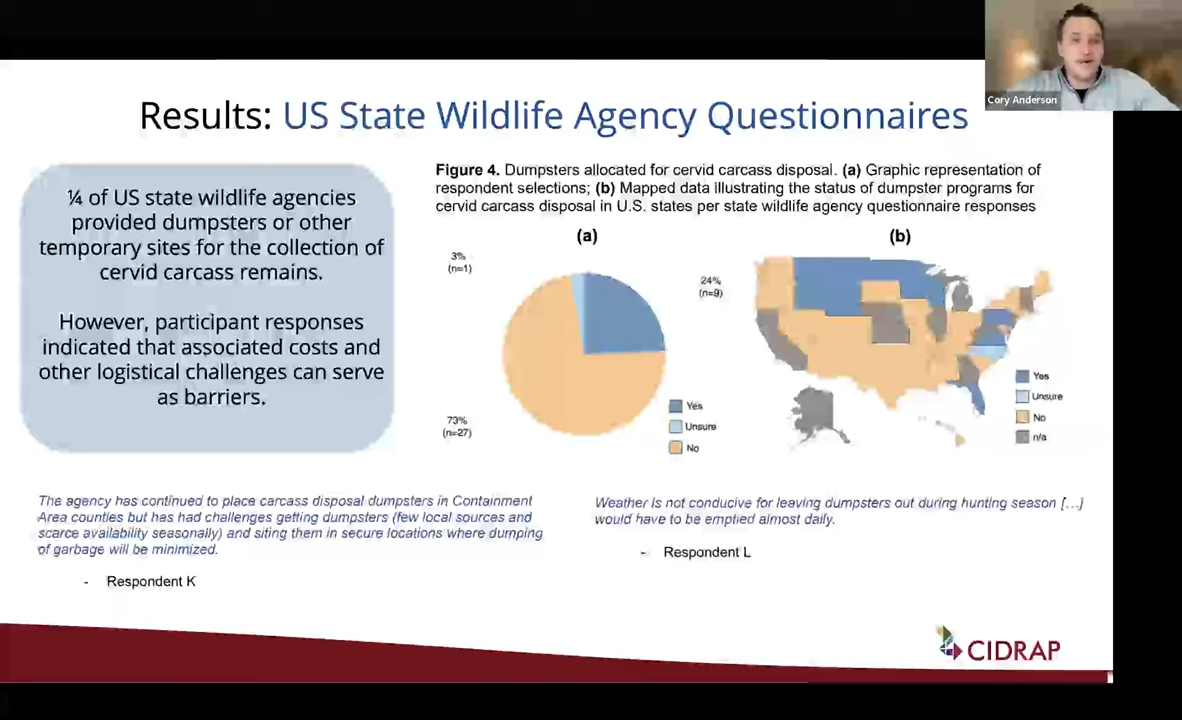 Cory Anderson
Results: US State Wildlife Agency Questionnaires
¼ of US state wildlife agencies
provided dumpsters or other
temporary sites for the collection of
cervid carcass remains.
However, participant responses
indicated that associated costs and
other logistical challenges can serve
as barriers.
Figure 4. Dumpsters allocated for cervid carcass disposal. (a) Graphic representation of
respondent selections; (b) Mapped data illustrating the status of dumpster programs for
cervid carcass disposal in U.S. states per state wildlife agency questionnaire responses
(a)
3%
(n=1)
24%
(n=9)
73%
(n=27)
Yes
Unsure
No
(b)
Yes
Unsure
No
n/a
The agency has continued to place carcass disposal dumpsters in Containment
Area counties but has had challenges getting dumpsters (few local sources and
scarce availability seasonally) and siting them in secure locations where dumping
of garbage will be minimized.
- Respondent K
Weather is not conducive for leaving dumpsters out during hunting season [...]
would have to be emptied almost daily.
- Respondent L
CIDRAP